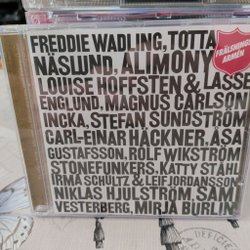 FREDDIE WADLING, TOTTA
NÄSLUND, ALIMONY
LOUISE HOFFSTEN & LASSE
ENGLUND, MAGNUS CARLSON,
INCKA, STEFAN SUNDSTRÖM
CARL-EINAR HÄCKNER, ÅSA
GUSTAFSSON, ROLF WIKSTRÖM
STONEFUNKERS, KATTY STÅHL
IRMA SCHULTZ & LEIF JORDANSSON
NIKLAS HJULSTRÖM, SAM
VESTERBERG, MIRJA BURLIN
FRÄLSNINGS
ARMÉN